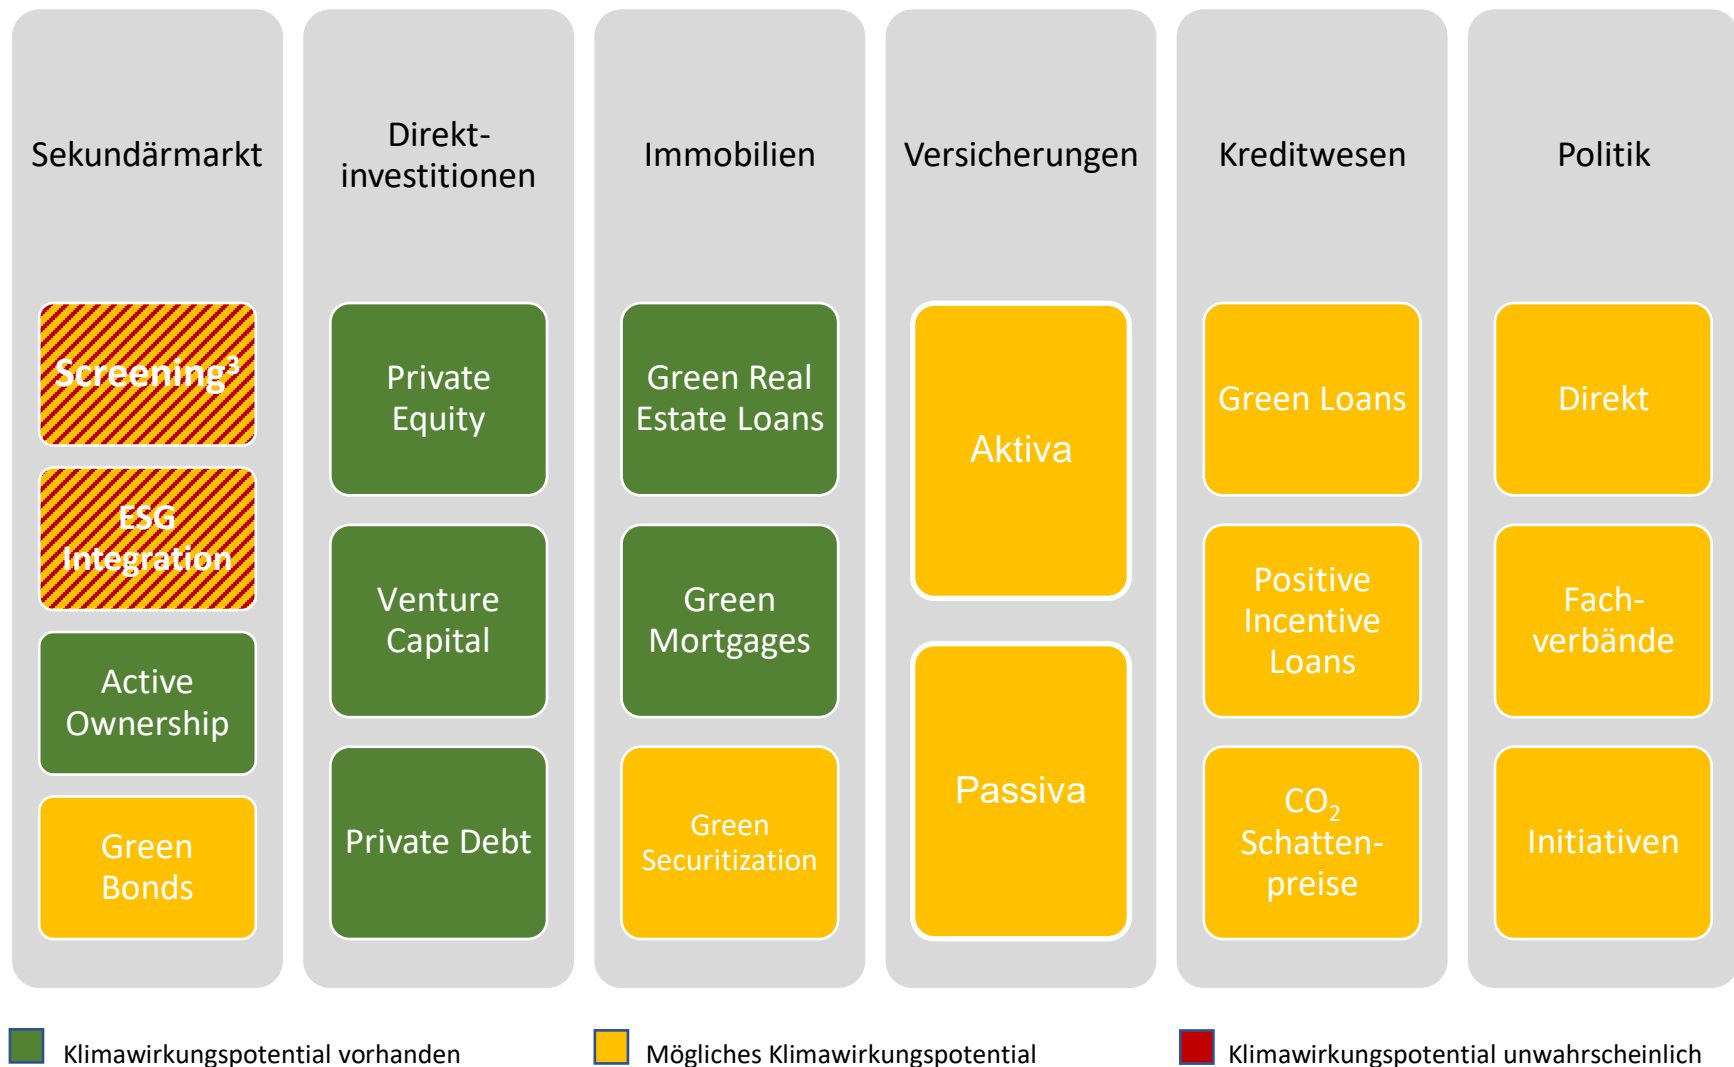 Sekundärmarkt
Screening³
ESG
Integration
Active
Ownership
Green
Bonds
Direkt-
investitionen
Private
Equity
Venture
Capital
Private Debt
Immobilien
Green Real
Estate Loans
Green
Mortgages
Green
Securitization
Versicherungen
Aktiva
Passiva
Kreditwesen
Green Loans
Positive
Incentive
Loans
CO₂
Schatten-
preise
Politik
Direkt
Fach-
verbände
Initiativen
Klimawirkungspotential vorhanden
Mögliches Klimawirkungspotential
Klimawirkungspotential unwahrscheinlich